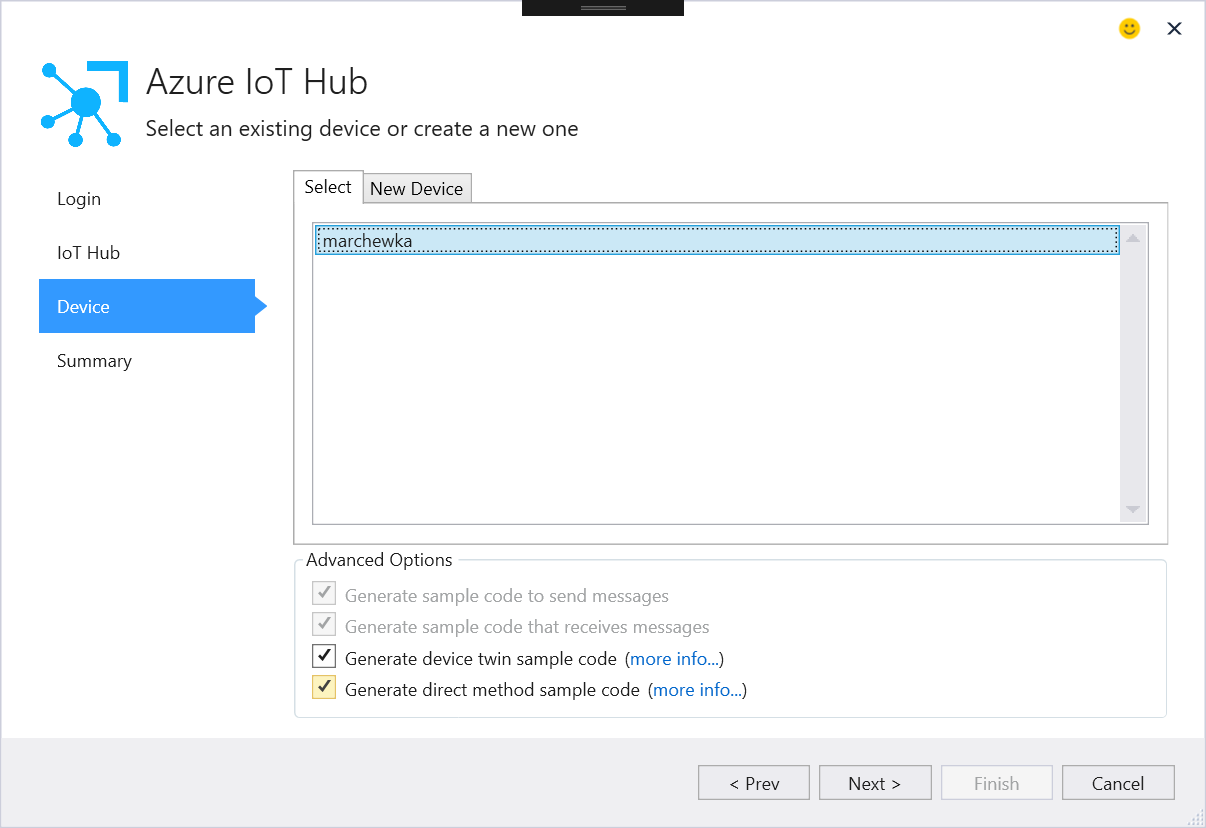 Azure IoT Hub
Select an existing device or create a new one
Login
IoT Hub
Device
Summary
Select
New Device
marchewka
Advanced Options
Generate sample code to send messages
Generate sample code that receives messages
Generate device twin sample code (more info...)
Generate direct method sample code (more info...)
< Prev
Next >
Finish
Cancel